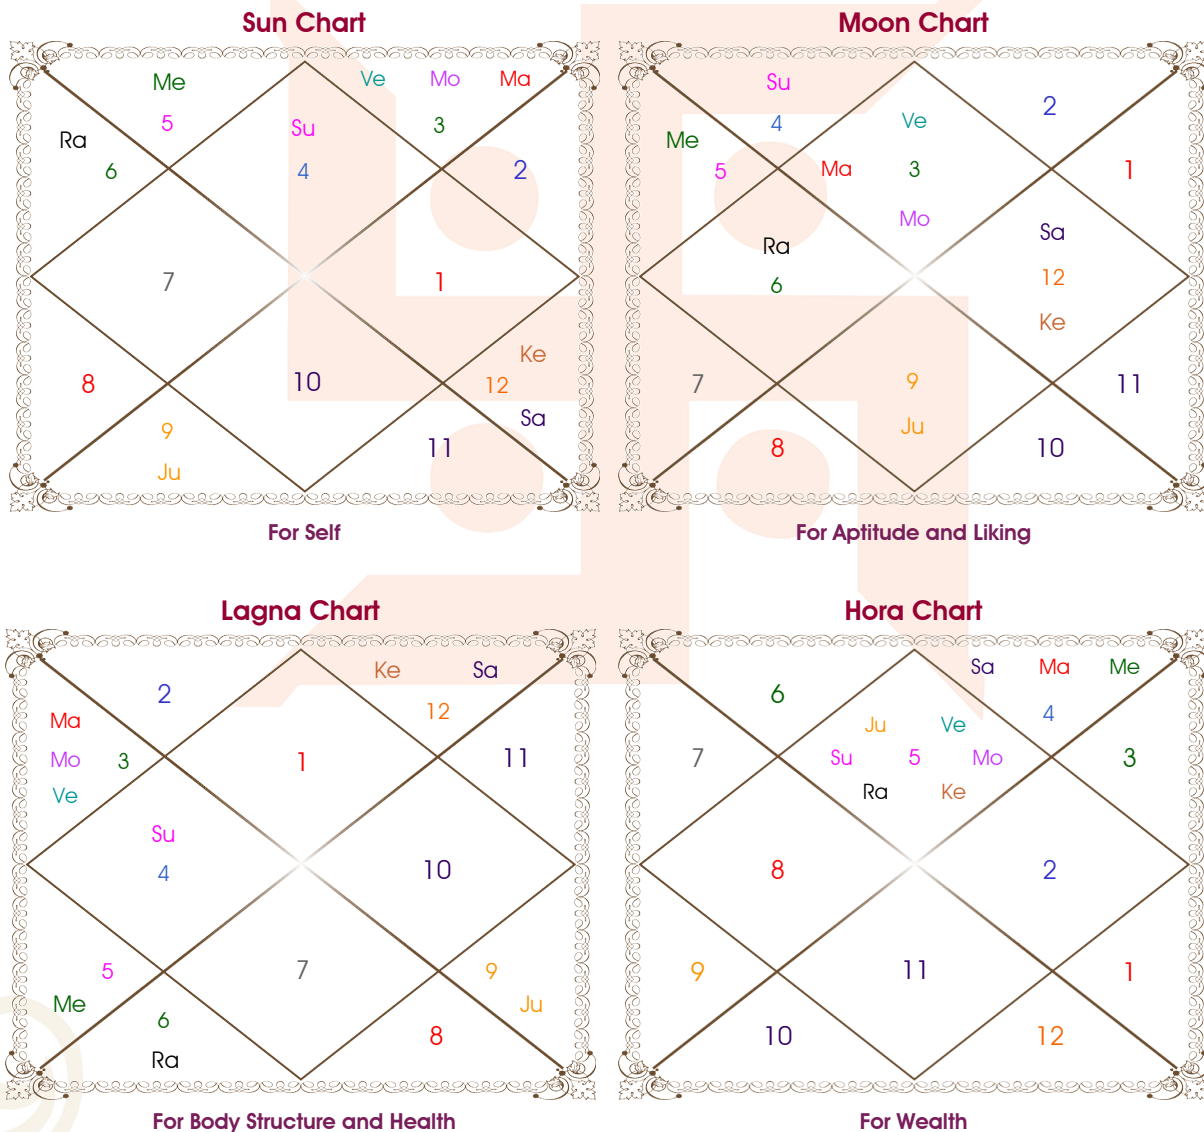 Sun Chart
Me
Ve Mo Ma
5
Su
3
Ra
6
4
2
7
1
Ke
8
10
12
9
Sa
11
Ju
For Self
Moon Chart
Su
2
4
Ve
Me
5
Ma
3
1
Mo
Ra
Sa
6
12
Ke
7
9
11
Ju
8
10
For Aptitude and Liking
Lagna Chart
2
Ke Sa
Ma
12
Mo
3
1
11
Ve
Su
4
10
5
7
9
Me
Ju
6
8
Ra
For Body Structure and Health
Hora Chart
Sa Ma Me
6
4
Ju Ve
7
Su 5 Mo
3
Ra Ke
8
2
9
11
1
10
12
For Wealth